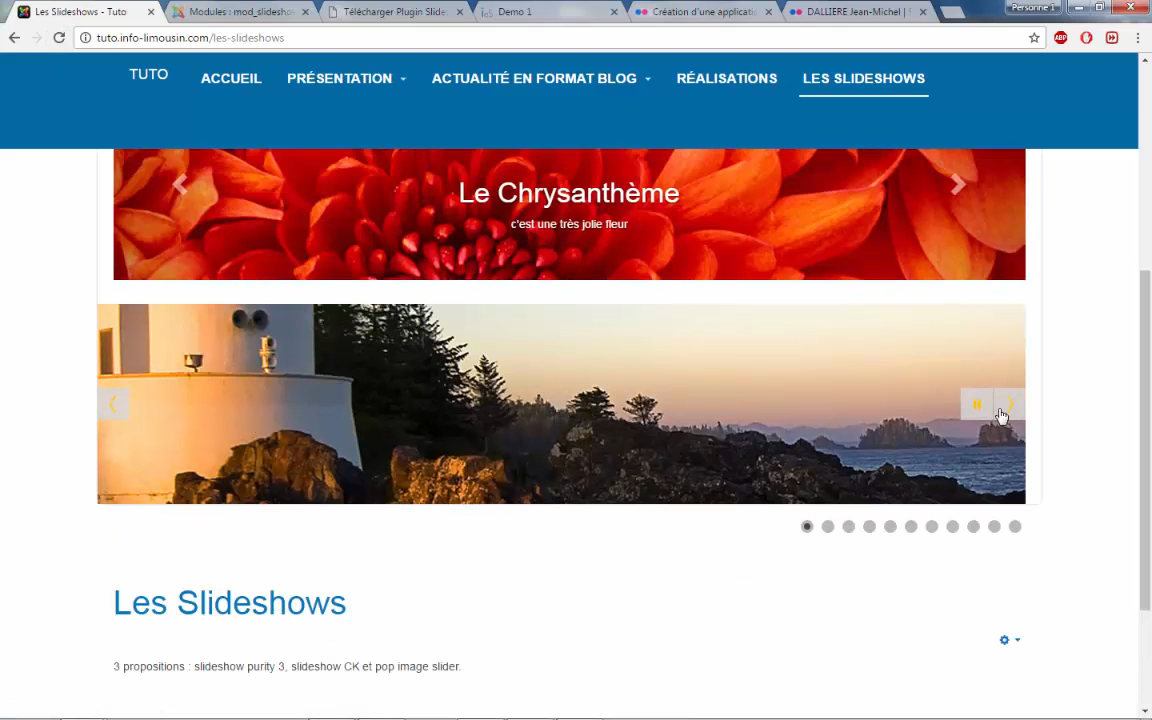 Les Slideshows - Tuto
Modules : mod_slidesho
Télécharger Plugin Slide
Demo 1
Création d'une applicati
DALLIERE Jean-Michel |
Personne 1
tuto.info-limousin.com/les-slideshows
ABP
TUTO
ACCUEIL
PRÉSENTATION
ACTUALITÉ EN FORMAT BLOG
RÉALISATIONS
LES SLIDESHOWS
Le Chrysanthème
c'est une très jolie fleur
Les Slideshows
3 propositions : slideshow purity 3, slideshow CK et pop image slider.